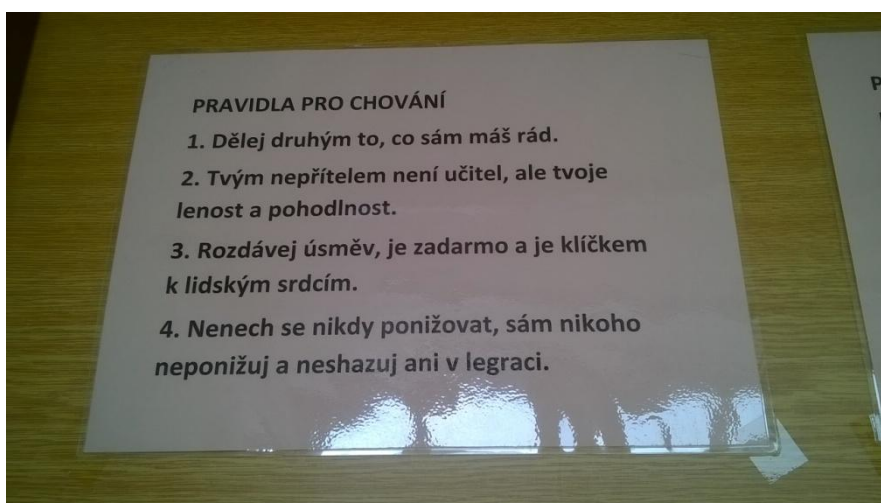 PRAVIDLA PRO CHOVÁNÍ
1. Dělej druhým to, co sám máš rád.
2. Tvým nepřítelem není učitel, ale tvoje
lenost a pohodlnost.
3. Rozdávej úsměv, je zadarmo a je klíčkem
k lidským srdcím.
4. Nenech se nikdy ponižovat, sám nikoho
neponižuj a neshazuj ani v legraci.